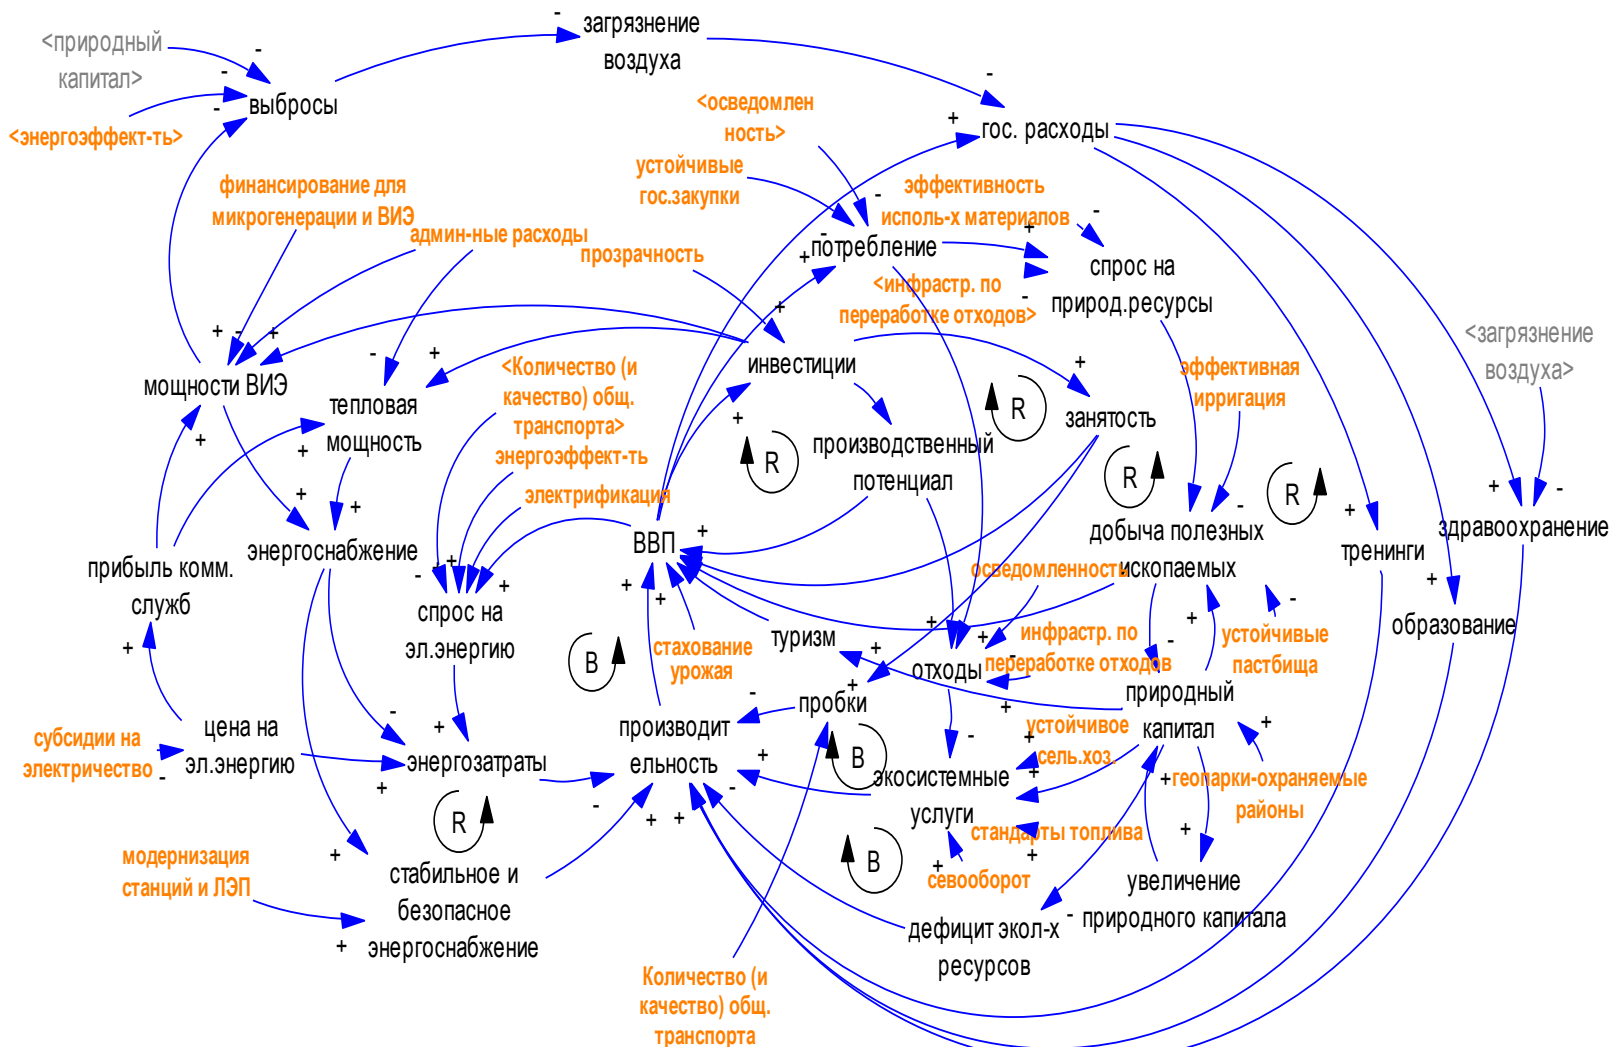 загрязнение
воздуха
<природный
капитал>
выбросы
<энергоэффект-ть>
<осведомлен
ность>
гос. расходы
устойчивые
гос.закупки
финансирование для
микрогенерации и ВИЭ
админ-ные расходы
прозрачность
эффективность
исполь-х материалов
потребление
спрос на
природ.ресурсы
<инфрастр. по
переработке отходов>
<загрязнение
воздуха>
мощности ВИЭ
тепловая
мощность
<Количество (и
качество) общ.
транспорта>
энергоэффект-ть
электрификация
инвестиции
занятость
эффективная
ирригация
R
R
R
R
производственный
потенциал
добыча полезных
ископаемых
здравоохранение
тренинги
образование
энергоснабжение
прибыль комм.
служб
спрос на
эл.энергию
ВВП
осведомленность
стахование
урожая
туризм
отходы
инфрастр. по
переработке отходов
устойчивые
пастбища
B
пробки
природный
капитал
субсидии на
электричество
цена на
эл.энергию
энергозатраты
производит
ельность
B
устойчивое
сель.хоз.
экосистемные
услуги
геопарки-охраняемые
районы
R
стандарты топлива
B
севооборот
модернизация
станций и ЛЭП
стабильное и
безопасное
энергоснабжение
увеличение
природного капитала
дефицит экол-х
ресурсов
Количество (и
качество) общ.
транспорта